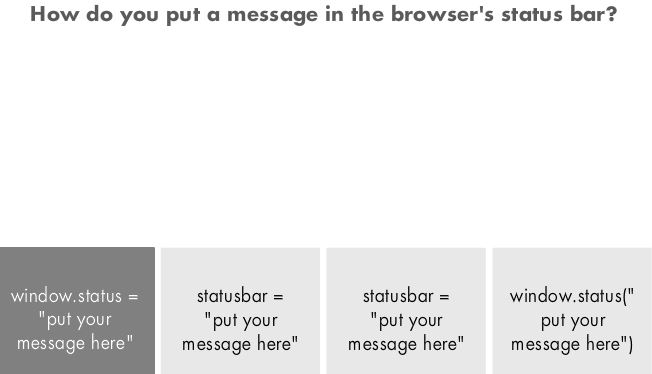 How do you put a message in the browser's status bar?
window.status =
"put your
message here"
statusbar =
"put your
message here"
statusbar =
"put your
message here"
window.status("
put your
message here")